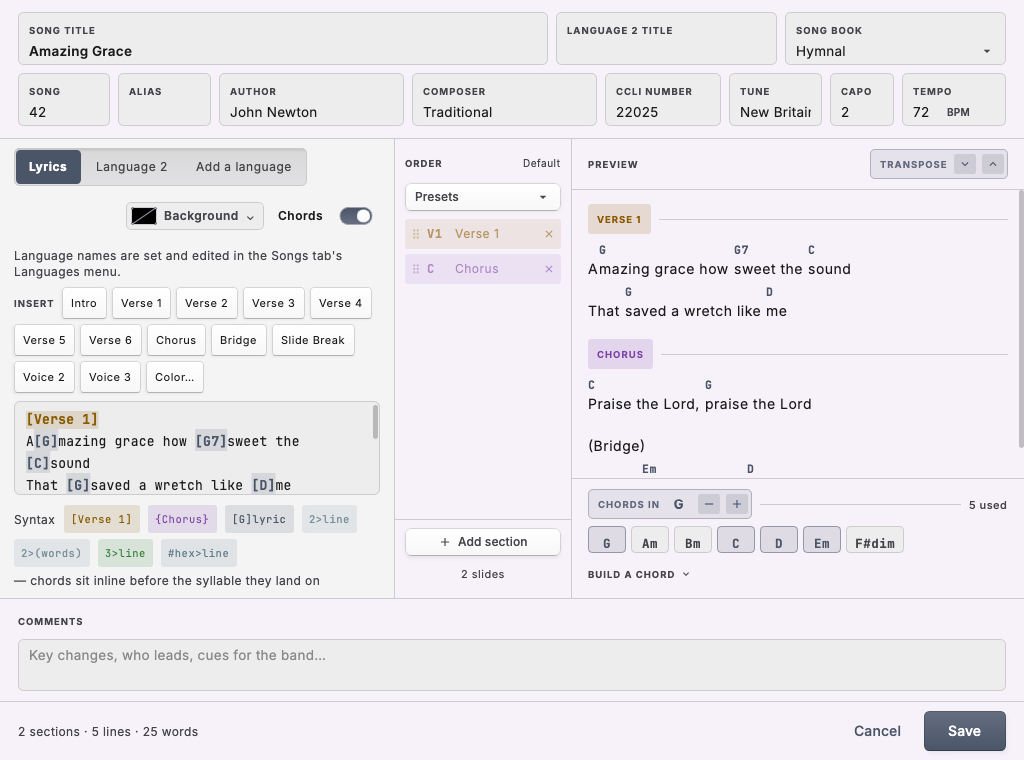 SONG TITLE
Amazing Grace
LANGUAGE 2 TITLE
SONG BOOK
Hymnal
SONG
42
ALIAS
AUTHOR
John Newton
COMPOSER
Traditional
CCLI NUMBER
22025
TUNE
New Britain
CAPO
2
TEMPO
72 BPM
Lyrics Language 2 Add a language
Background Chords
Language names are set and edited in the Songs tab's
Languages menu.
INSERT Intro Verse 1 Verse 2 Verse 3 Verse 4
Verse 5 Verse 6 Chorus Bridge Slide Break
Voice 2 Voice 3 Color...
[Verse 1]
A[G]mazing grace how [G7]sweet the
[C]sound
That [G]saved a wretch like [D]me
Syntax [Verse 1] {Chorus} [G]lyric 2>line
2>(words) 3>line #hex>line
— chords sit inline before the syllable they land on
ORDER Default
Presets
V1 Verse 1 ×
C Chorus ×
+ Add section
2 slides
PREVIEW TRANSPOSE
VERSE 1
G G7 C
Amazing grace how sweet the sound
G D
That saved a wretch like me
CHORUS
C G
Praise the Lord, praise the Lord
(Bridge)
Em D
CHORDS IN G − + 5 used
G Am Bm C D Em F#dim
BUILD A CHORD
COMMENTS
Key changes, who leads, cues for the band...
2 sections · 5 lines · 25 words
Cancel Save